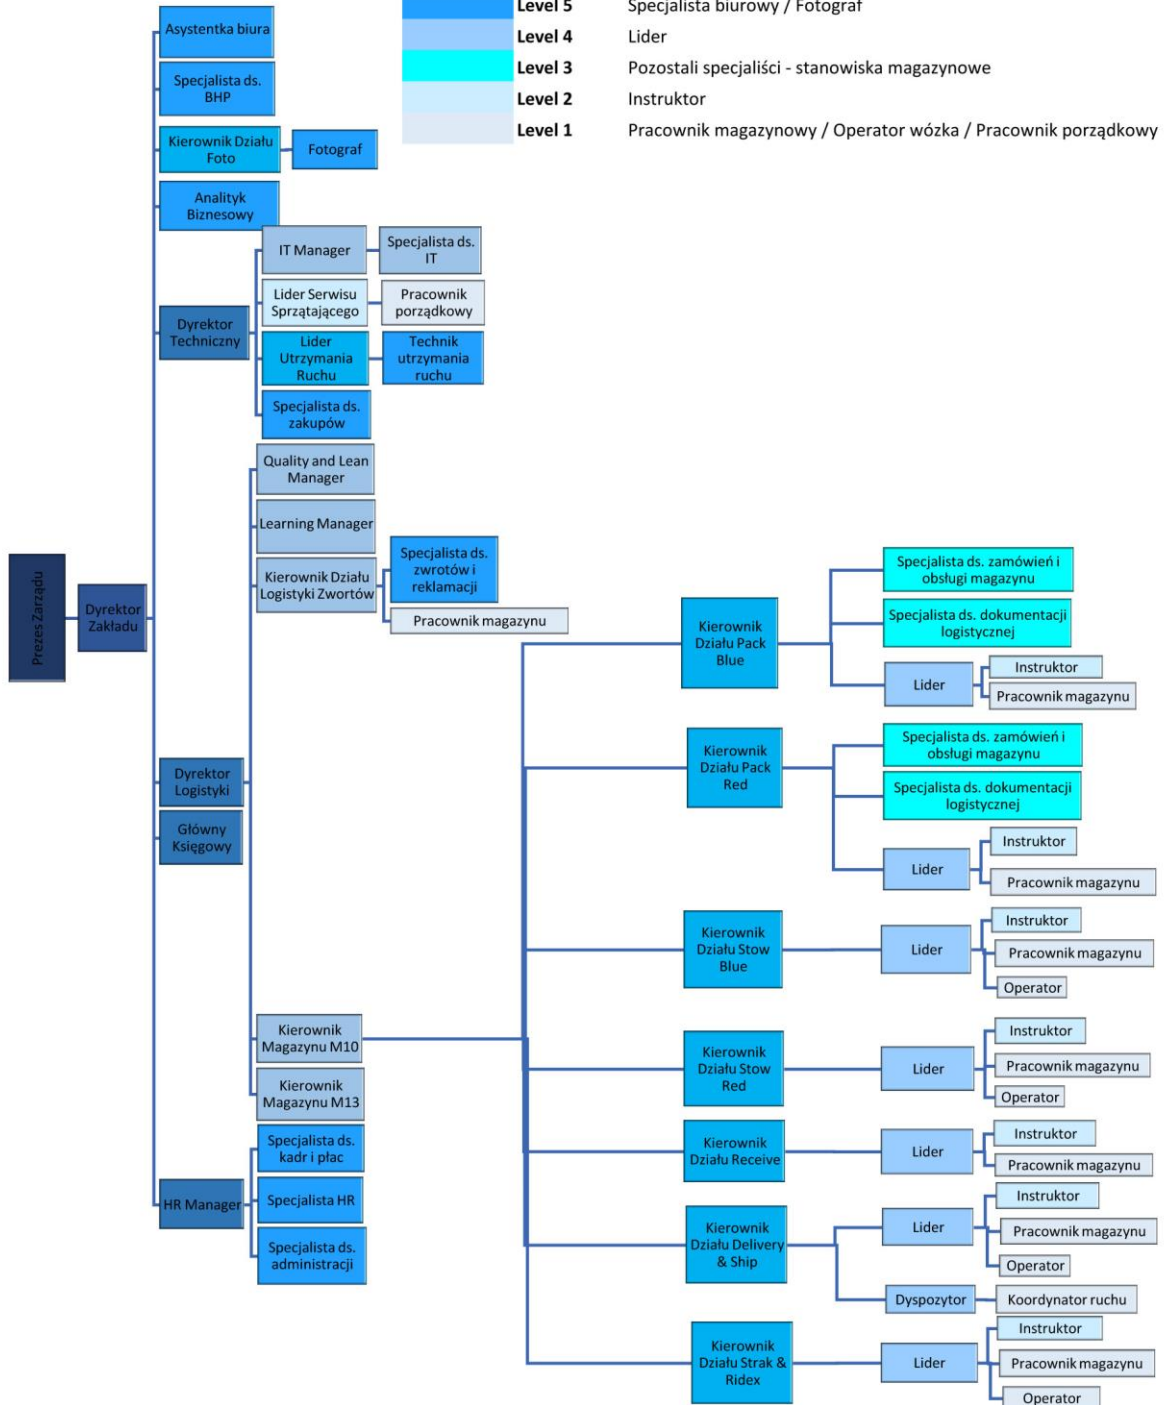 Level 5 Specjalista biurowy / Fotograf
Level 4 Lider
Level 3 Pozostali specjaliści - stanowiska magazynowe
Level 2 Instruktor
Level 1 Pracownik magazynowy / Operator wózka / Pracownik porządkowy
Prezes Zarządu
Dyrektor
Zakładu
Asystentka biura
Specjalista ds.
BHP
Kierownik Działu
Foto
Fotograf
Analityk
Biznesowy
Dyrektor
Techniczny
IT Manager
Specjalista ds.
IT
Lider Serwisu
Sprzątającego
Pracownik
porządkowy
Lider
Utrzymania
Ruchu
Technik
utrzymania
ruchu
Specjalista ds.
zakupów
Dyrektor
Logistyki
Quality and Lean
Manager
Learning Manager
Kierownik Działu
Logistyki Zwortów
Specjalista ds.
zwrotów i
reklamacji
Pracownik magazynu
Kierownik
Magazynu M10
Kierownik
Działu Pack
Blue
Specjalista ds. zamówień i
obsługi magazynu
Specjalista ds. dokumentacji
logistycznej
Lider
Instruktor
Pracownik magazynu
Kierownik
Działu Pack
Red
Specjalista ds. zamówień i
obsługi magazynu
Specjalista ds. dokumentacji
logistycznej
Lider
Instruktor
Pracownik magazynu
Kierownik
Działu Stow
Blue
Lider
Instruktor
Pracownik magazynu
Operator
Kierownik
Działu Stow
Red
Lider
Instruktor
Pracownik magazynu
Operator
Kierownik
Działu Receive
Lider
Instruktor
Pracownik magazynu
Kierownik
Działu Delivery
& Ship
Lider
Instruktor
Pracownik magazynu
Operator
Dyspozytor
Koordynator ruchu
Kierownik
Działu Strak &
Ridex
Lider
Instruktor
Pracownik magazynu
Operator
Kierownik
Magazynu M13
Główny
Księgowy
HR Manager
Specjalista ds.
kadr i płac
Specjalista HR
Specjalista ds.
administracji